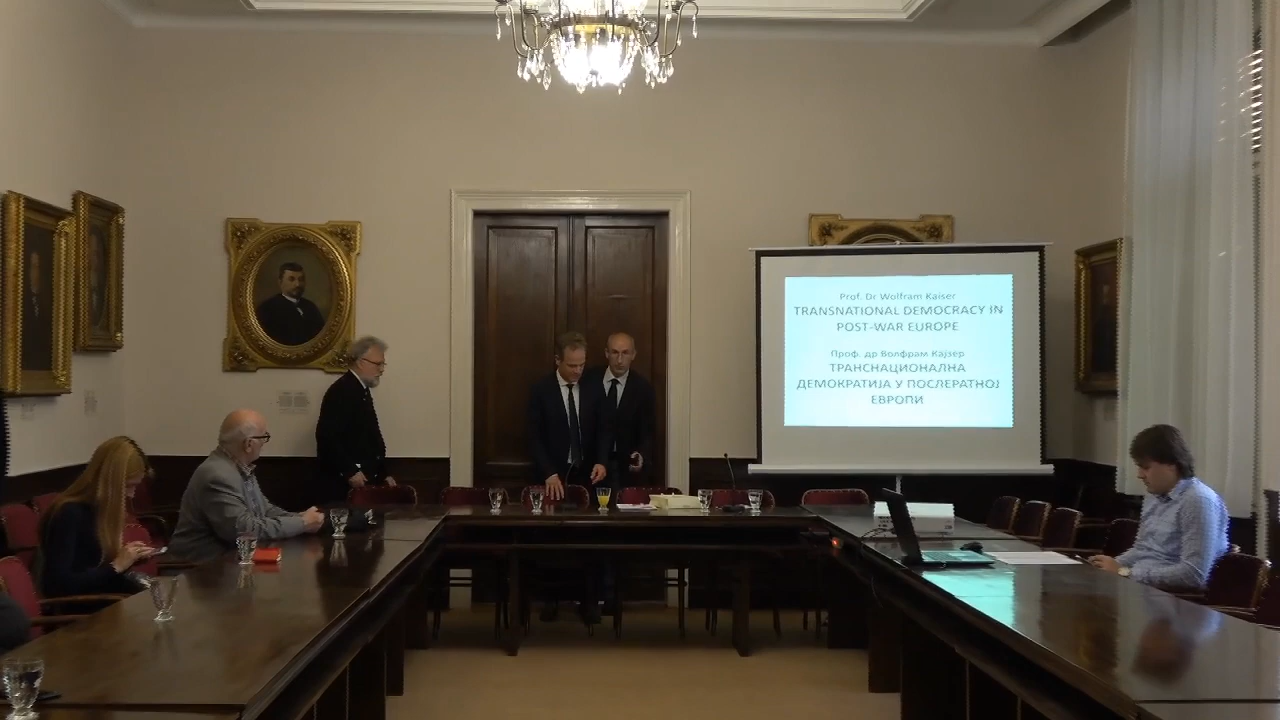 Prof. Dr Wolfram Kaiser
TRANSNATIONAL DEMOCRACY IN
POST-WAR EUROPE
Проф. др Волфрам Кајзер
ТРАНСНАЦИОНАЛНА
ДЕМОКРАТИЈА У ПОСЛЕРАТНОЈ
ЕВРОПИ